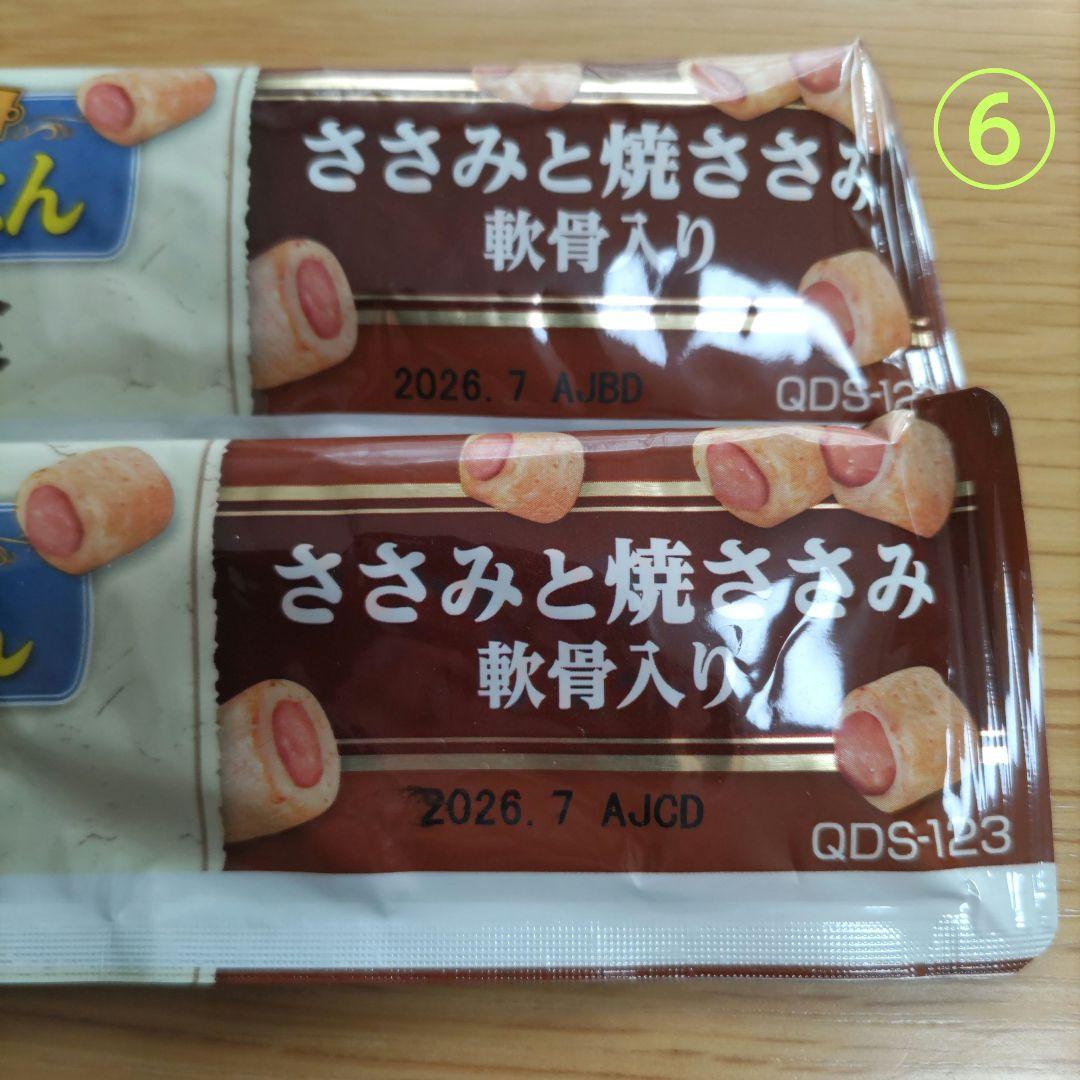 ⑥
ささみと焼ささみ
軟骨入り
2026.7 AJBD
ん
ささみと焼ささみ
軟骨入り
2026.7 AJCD
QDS-123